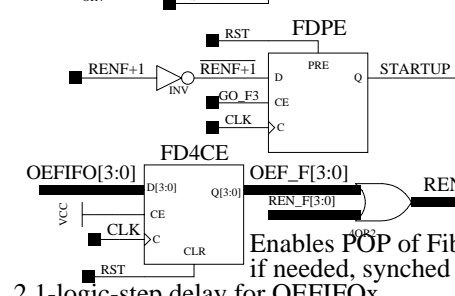 FDPE
RST
PRE
RENF+1
RENF+1
INV
D
Q
STARTUP
GO_F3
CE
CLK
C
FD4CE
OEFIFO[3:0]
D[3:0]
Q[3:0]
OEF_F[3:0]
REN_F[3:0]
REN
VCC
CE
CLK
C
4OR2
CLR
RST
Enables POP of Fib
if needed, synched
2.1-logic-step delay for OEFIFOx